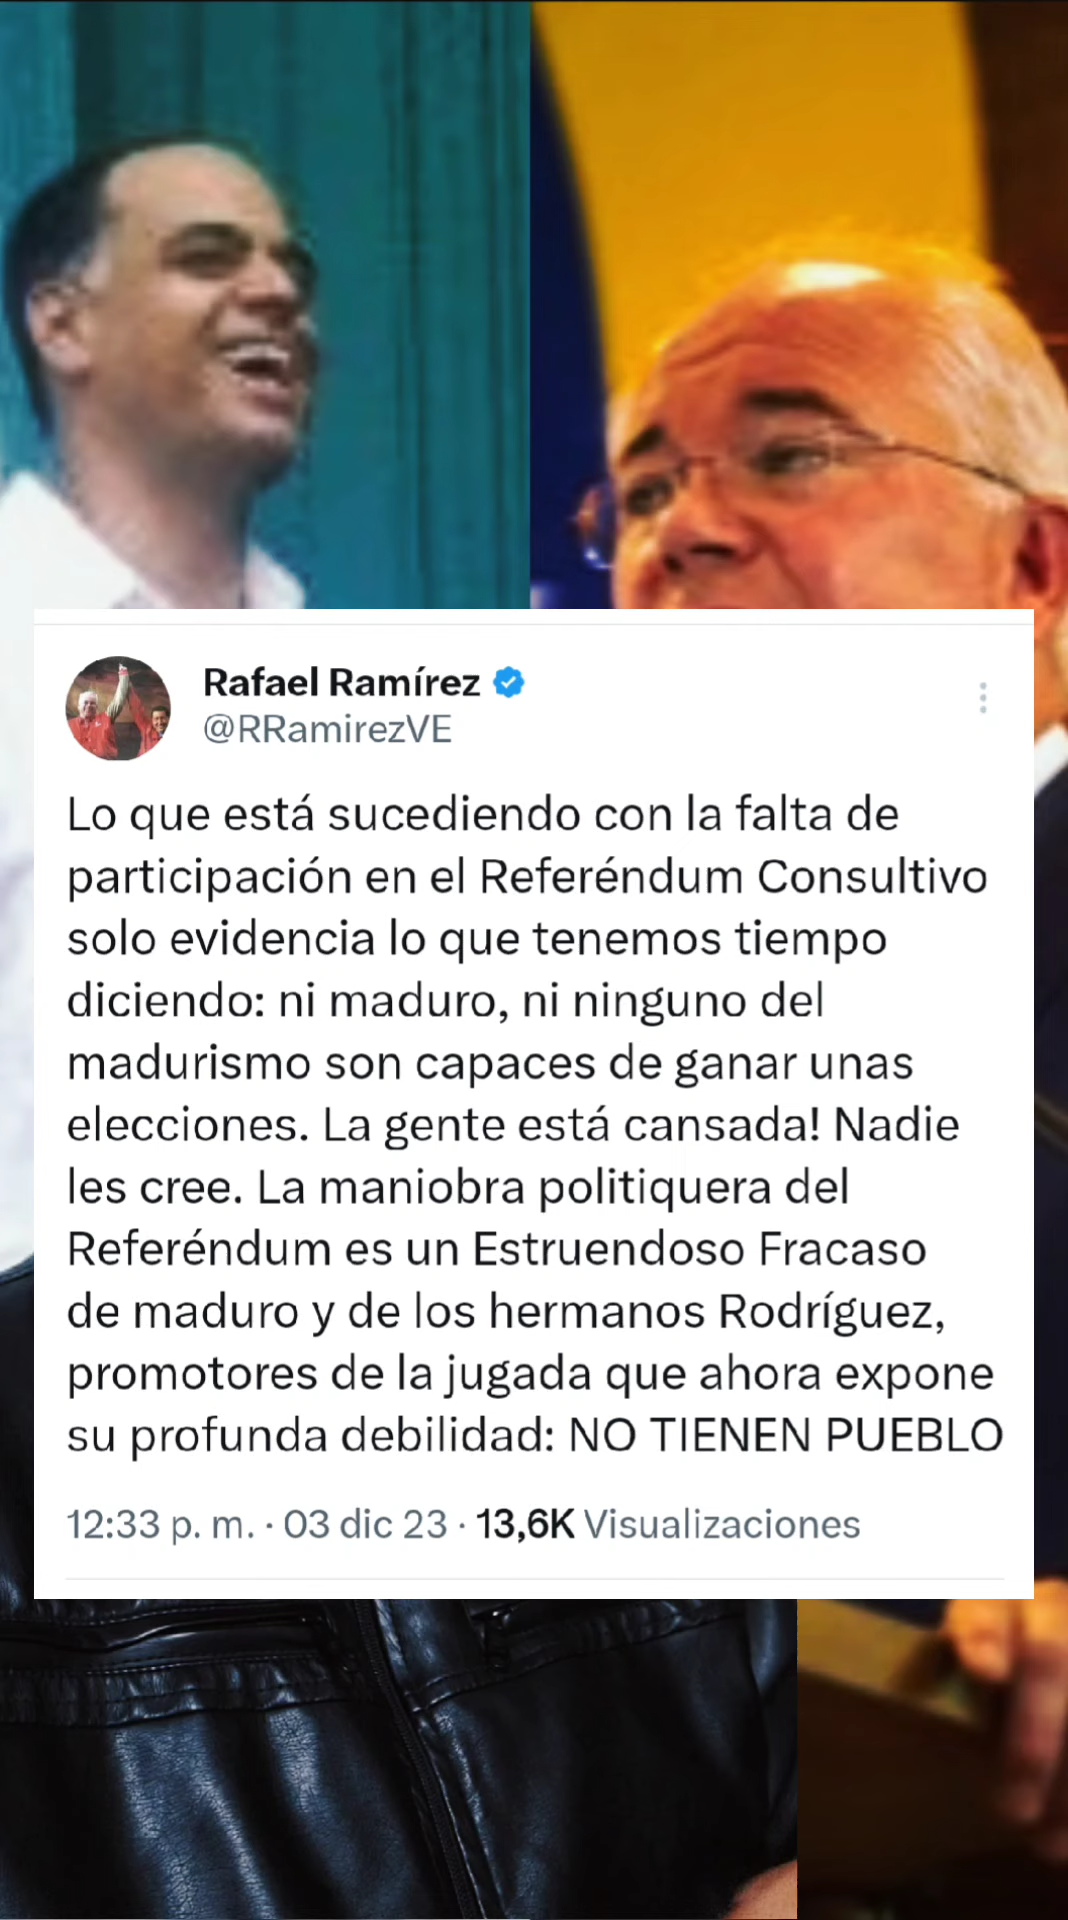 Rafael Ramírez
@RRamirezVE
Lo que está sucediendo con la falta de
participación en el Referéndum Consultivo
solo evidencia lo que tenemos tiempo
diciendo: ni maduro, ni ninguno del
madurismo son capaces de ganar unas
elecciones. La gente está cansada! Nadie
les cree. La maniobra politiquera del
Referéndum es un Estruendoso Fracaso
de maduro y de los hermanos Rodríguez,
promotores de la jugada que ahora expone
su profunda debilidad: NO TIENEN PUEBLO
12:33 p. m. · 03 dic 23 · 13,6K Visualizaciones